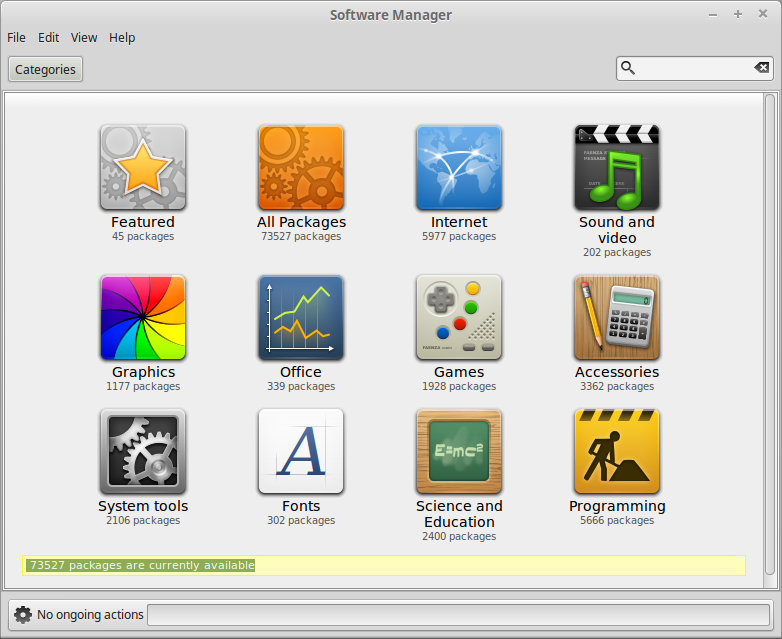 Software Manager
File Edit View Help
Categories
Featured
45 packages
All Packages
73527 packages
Internet
5977 packages
Sound and
video
202 packages
Graphics
1177 packages
Office
339 packages
Games
1928 packages
Accessories
3362 packages
System tools
2106 packages
A
Fonts
302 packages
E=mc²
Science and
Education
2400 packages
Programming
5666 packages
73527 packages are currently available
No ongoing actions